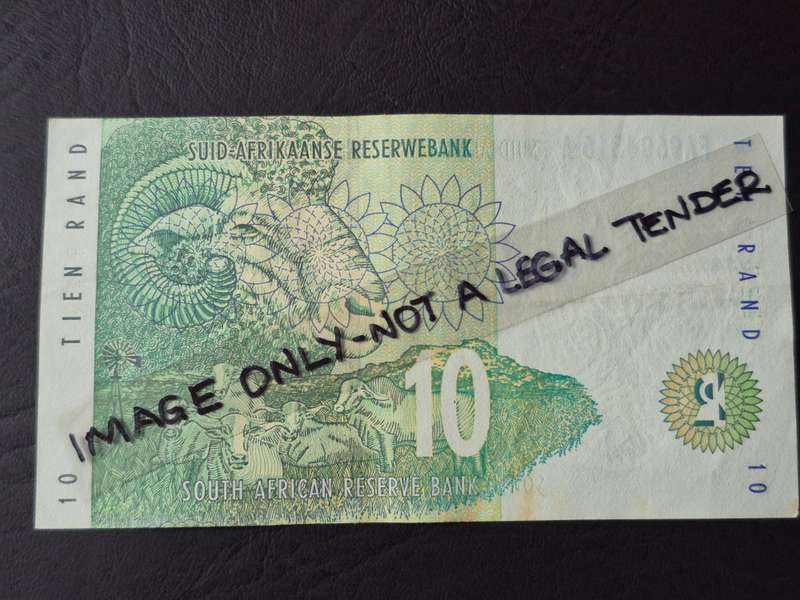 SUID-AFRIKAANSE RESERWEBANK
TIEN RAND
10
IMAGE ONLY-NOT A LEGAL TENDER
10
SOUTH AFRICAN RESERVE BANK
TEN RAND
10